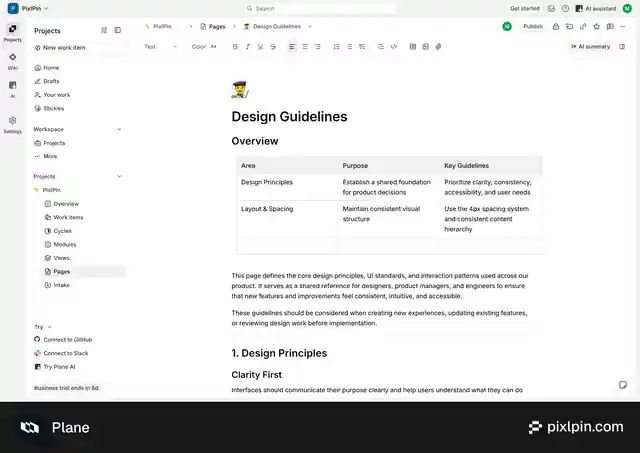 P PixlPin
Search
Get started
AI assistant
M
Projects
Wiki
AI
Settings
Projects
New work item
Home
Drafts
Your work
Stickies
Workspace
Projects
More
Projects
PixlPin
Overview
Work items
Cycles
Modules
Views
Pages
Intake
Try
Connect to GitHub
Connect to Slack
Try Plane AI
Business trial ends in 8d
PixlPin
Pages
Design Guidelines
M
Publish
Text
Color Aa
B I U S
AI summary
Design Guidelines
Overview
Area Purpose Key Guidelines
Design Principles Establish a shared foundation Prioritize clarity, consistency,
for product decisions accessibility, and user needs
Layout & Spacing Maintain consistent visual Use the 4px spacing system
structure and consistent content
hierarchy
This page defines the core design principles, UI standards, and interaction patterns used across our
product. It serves as a shared reference for designers, product managers, and engineers to ensure
that new features and improvements feel consistent, intuitive, and accessible.
These guidelines should be considered when creating new experiences, updating existing features,
or reviewing design work before implementation.
1. Design Principles
Clarity First
Interfaces should communicate their purpose clearly and help users understand what they can do
Plane
pixlpin.com